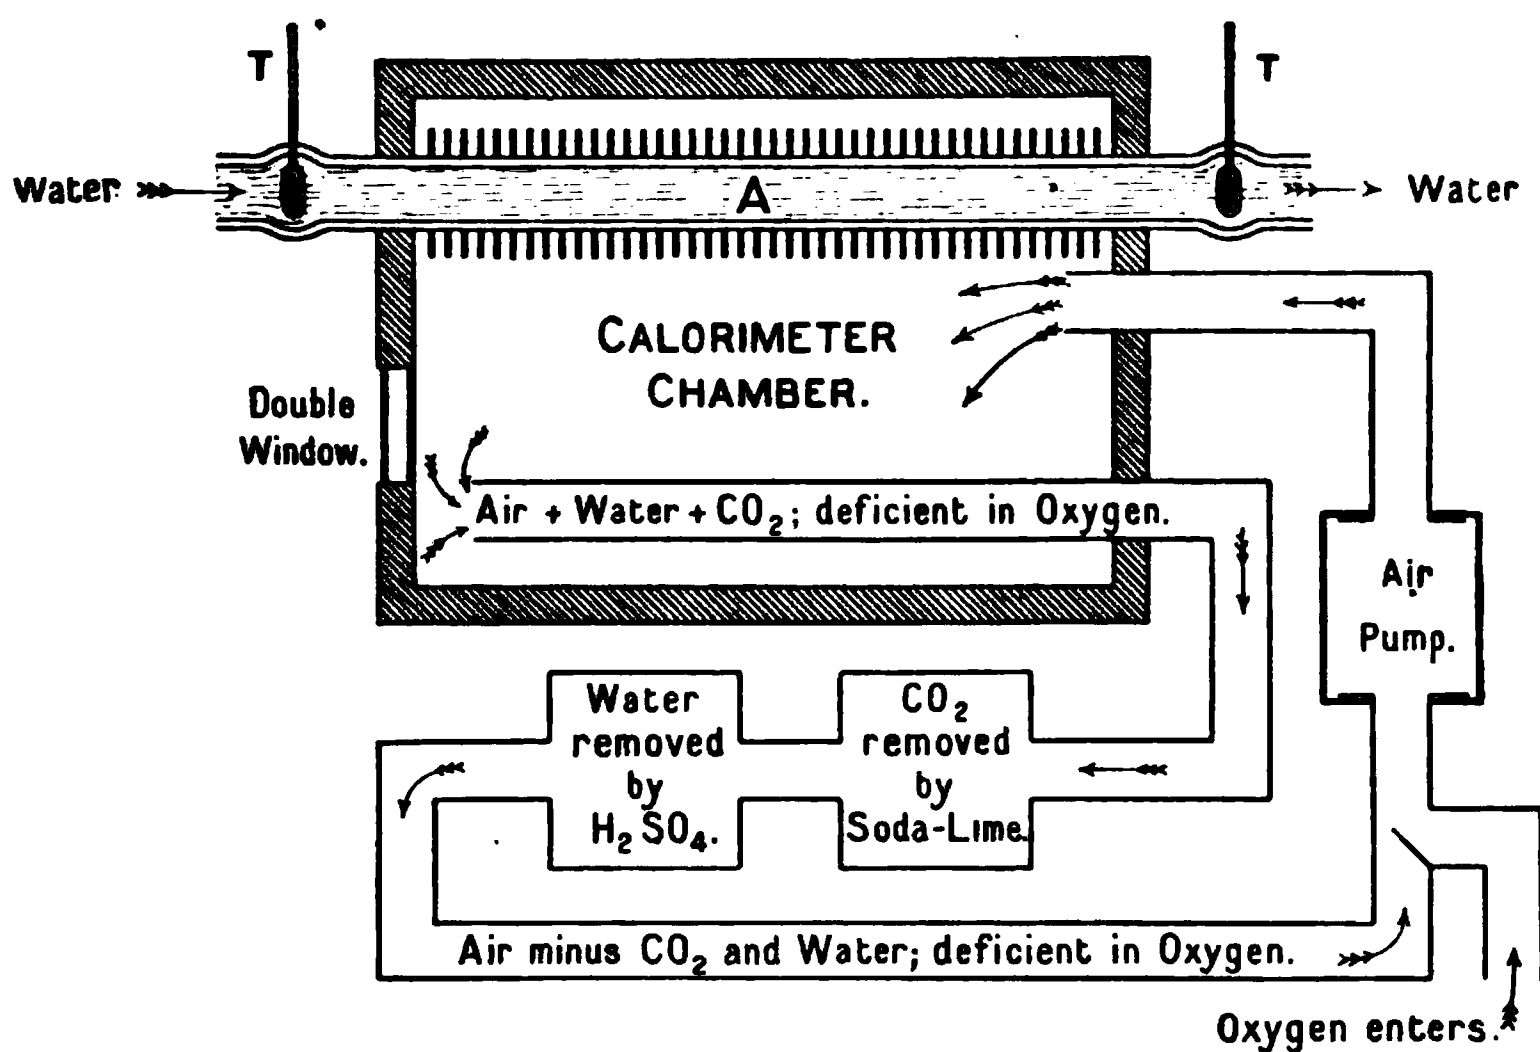 T
T
Water
A
Water
CALORIMETER
CHAMBER.
Double
Window.
Air + Water + CO₂; deficient in Oxygen.
Air
Pump.
Water
removed
by
H₂SO₄.
CO₂
removed
by
Soda-Lime.
Air minus CO₂ and Water; deficient in Oxygen.
Oxygen enters.